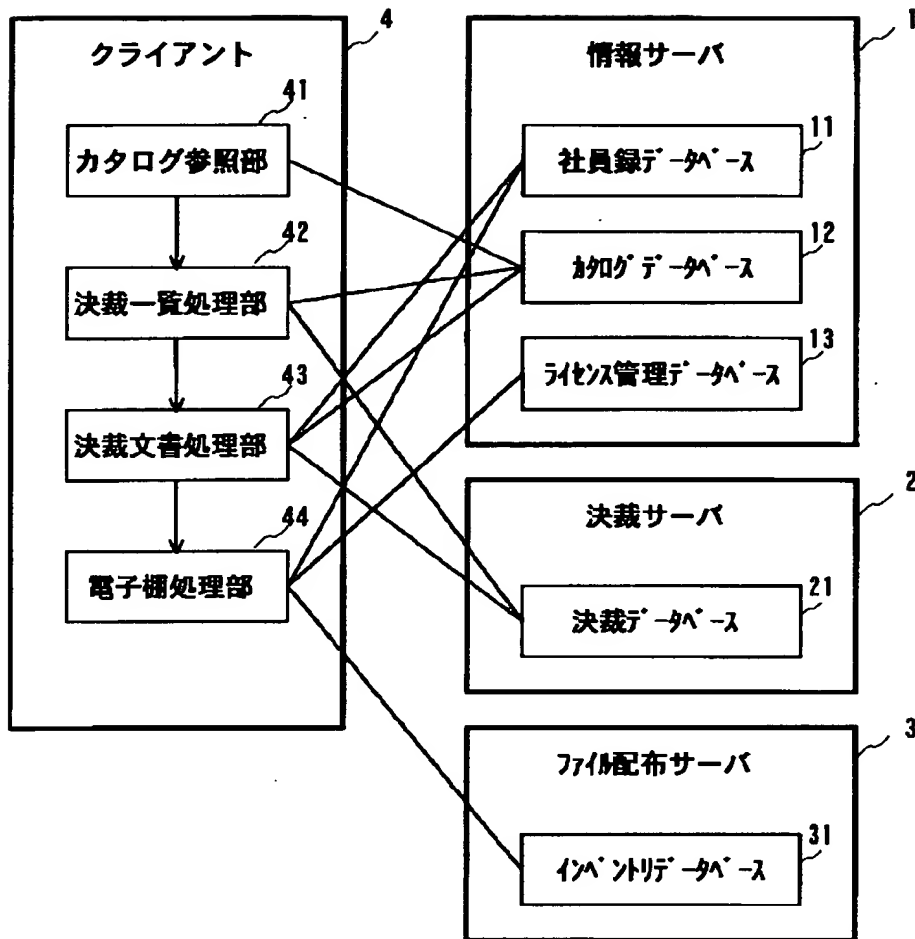 クライアント
4
41
カタログ参照部
42
決裁一覧処理部
43
決裁文書処理部
44
電子棚処理部
情報サーバ
1
11
社員録ﾃﾞｰﾀﾍﾞｰｽ
12
ｶﾀﾛｸﾞﾃﾞｰﾀﾍﾞｰｽ
13
ﾗｲｾﾝｽ管理ﾃﾞｰﾀﾍﾞｰｽ
決裁サーバ
2
21
決裁ﾃﾞｰﾀﾍﾞｰｽ
ﾌｧｲﾙ配布サーバ
3
31
ｲﾝﾍﾞﾝﾄﾘﾃﾞｰﾀﾍﾞｰｽ